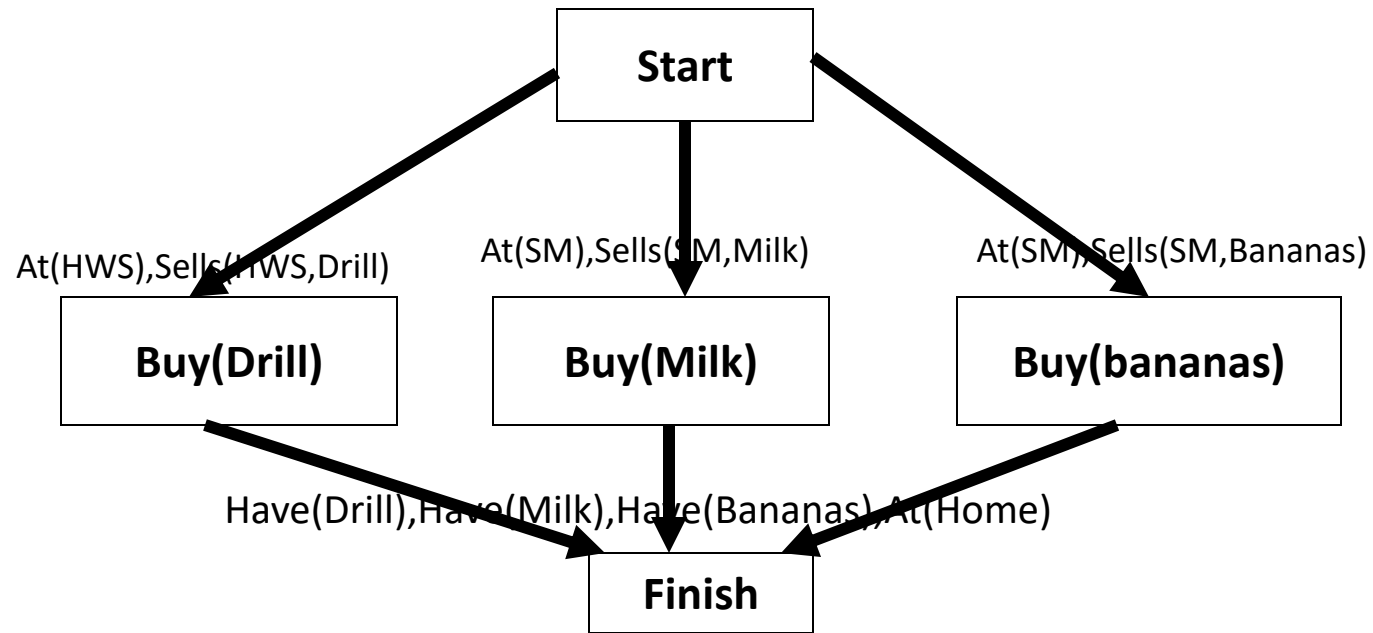 Start
At(HWS),Sells(HWS,Drill)
At(SM),Sells(SM,Milk)
At(SM),Sells(SM,Bananas)
Buy(Drill)
Buy(Milk)
Buy(bananas)
Have(Drill),Have(Milk),Have(Bananas),At(Home)
Finish